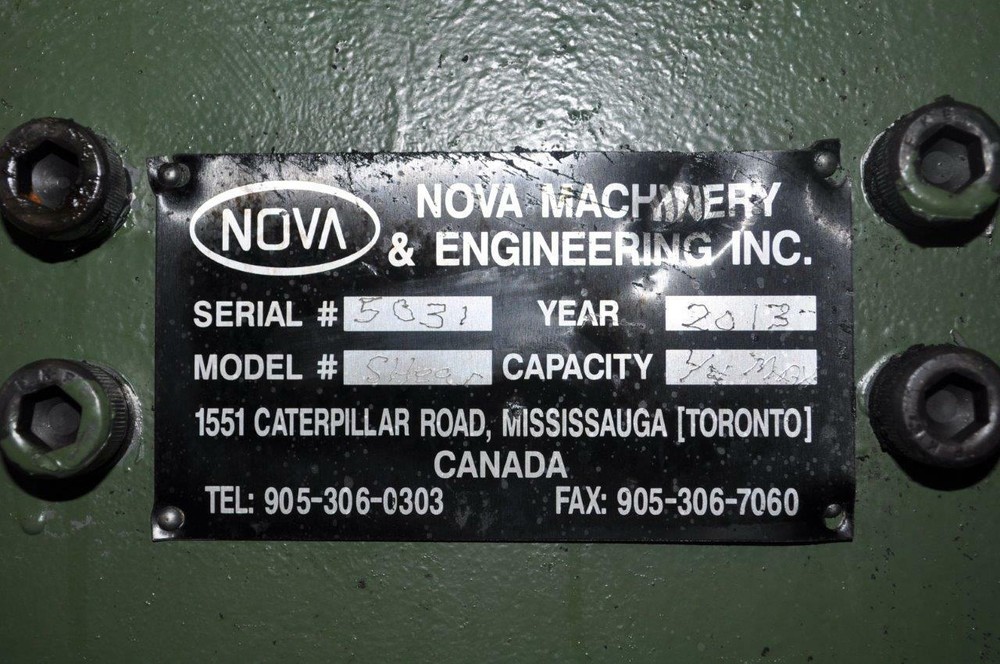 NOVA
NOVA MACHINERY
& ENGINEERING INC.
SERIAL # 5031 YEAR 2013
MODEL # SHear CAPACITY
1551 CATERPILLAR ROAD, MISSISSAUGA [TORONTO]
CANADA
TEL: 905-306-0303 FAX: 905-306-7060